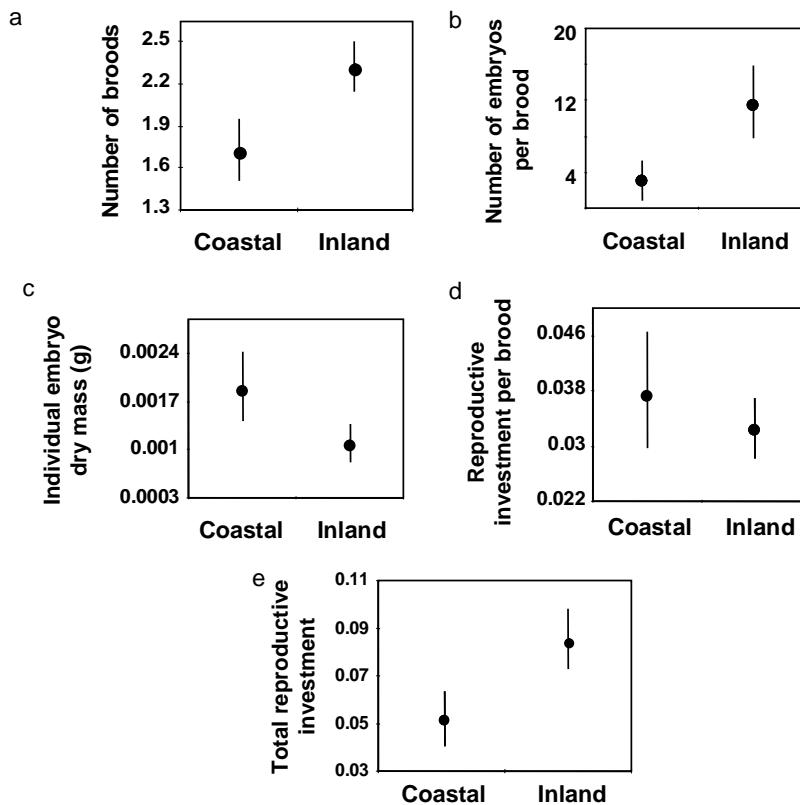 a
Number of broods
2.5
2.2
1.9
1.6
1.3
Coastal Inland
b
Number of embryos
per brood
20
12
4
Coastal Inland
c
Individual embryo
dry mass (g)
0.0024
0.0017
0.001
0.0003
Coastal Inland
d
Reproductive
investment per brood
0.046
0.038
0.03
0.022
Coastal Inland
e
Total reproductive
investment
0.11
0.09
0.07
0.05
0.03
Coastal Inland